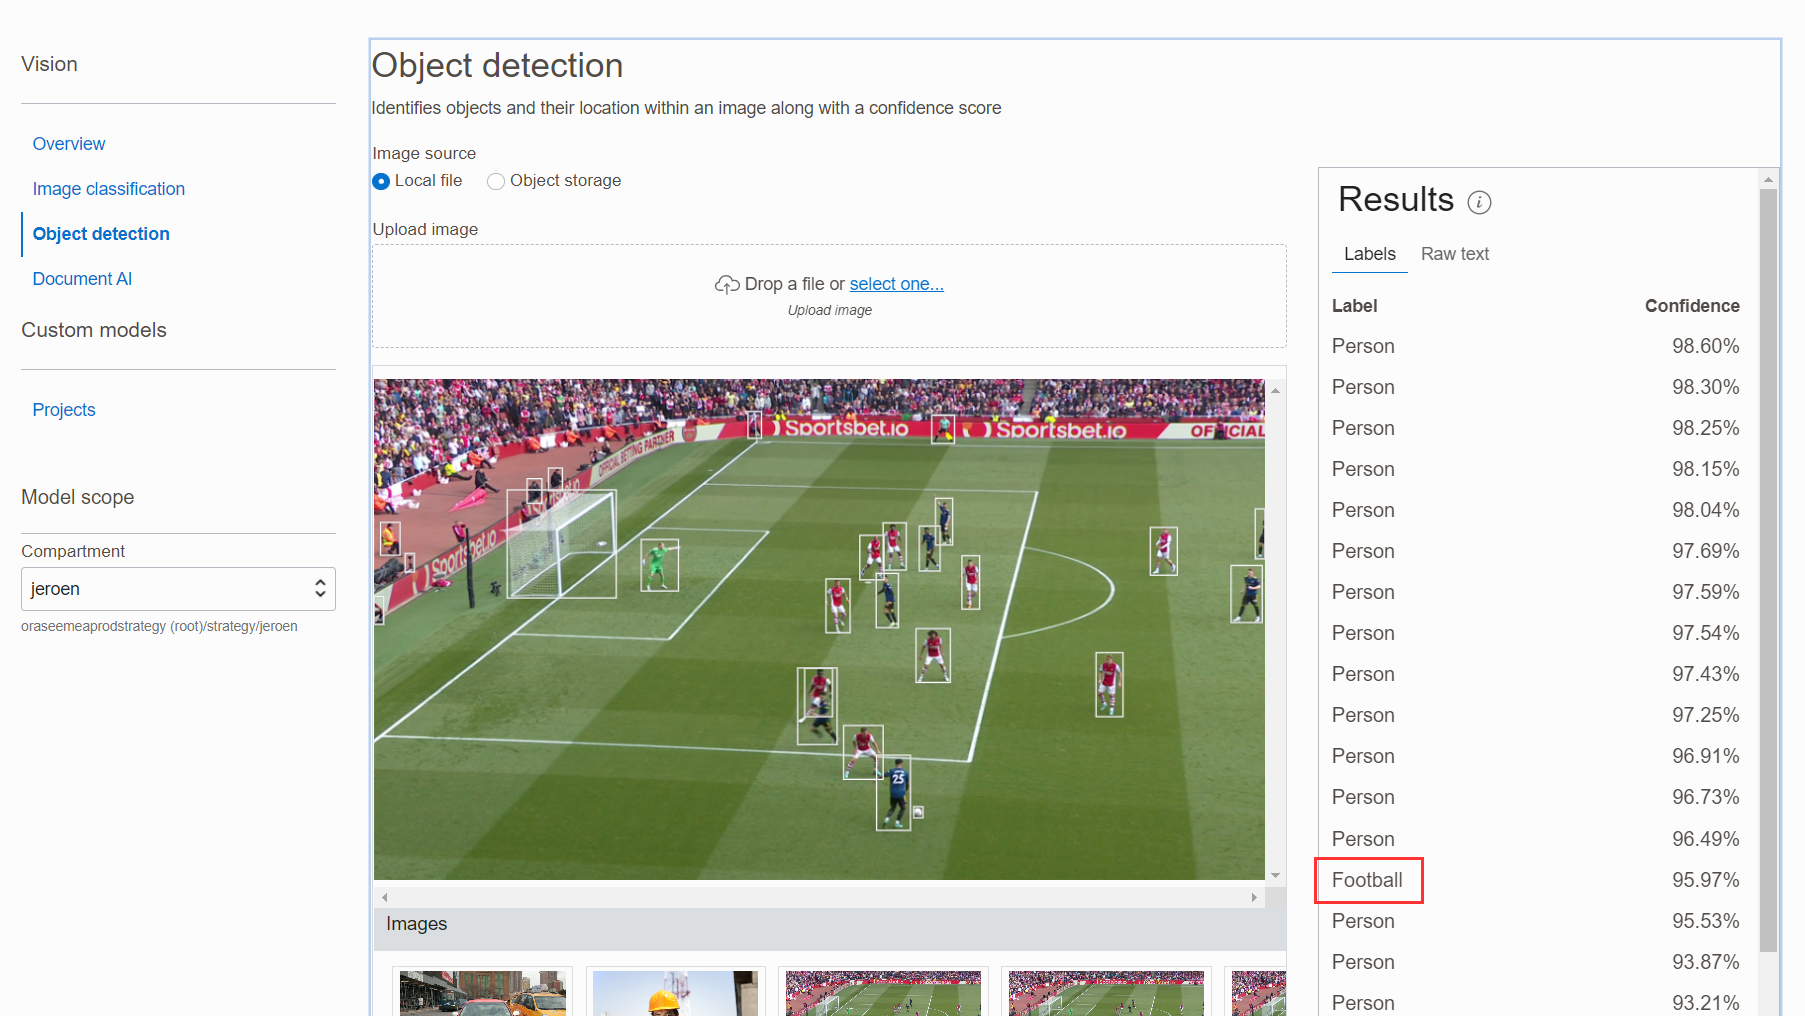 Vision
Overview
Image classification
Object detection
Document AI
Custom models
Projects
Model scope
Compartment
jeroen
oraseemeaprodstrategy (root)/strategy/jeroen
Object detection
Identifies objects and their location within an image along with a confidence score
Image source
Local file
Object storage
Upload image
Drop a file or select one...
Upload image
Sportsbet.io
Sportsbet.io
OFFICIAL
OFFICIAL BETTING PARTNER
Sportsbet.io
25
Images
Results
Labels
Raw text
Label Confidence
Person 98.60%
Person 98.30%
Person 98.25%
Person 98.15%
Person 98.04%
Person 97.69%
Person 97.59%
Person 97.54%
Person 97.43%
Person 97.25%
Person 96.91%
Person 96.73%
Person 96.49%
Football 95.97%
Person 95.53%
Person 93.87%
Person 93.21%